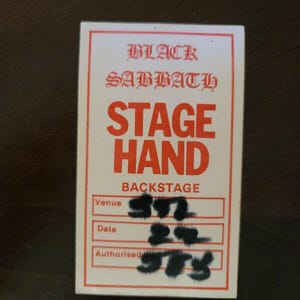 BLACK
SABBATH
STAGE
HAND
BACKSTAGE
Venue
Date
Authorised